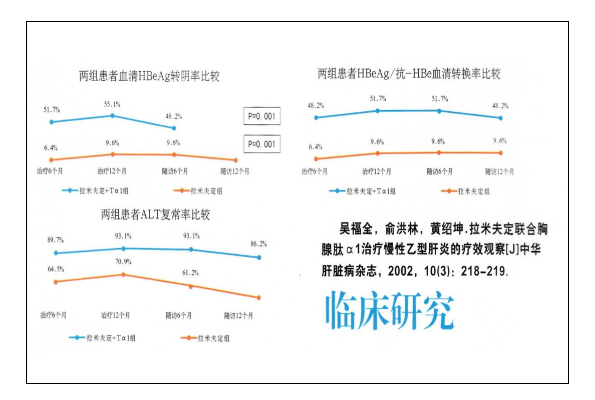 两组患者血清HBeAg转阴率比较
51.7%
55.1%
48.2%
P=0.001
6.4%
9.6%
9.6%
P=0.001
治疗6个月
治疗12个月
随访6个月
随访12个月
拉米夫定+Tα1组
拉米夫定组
两组患者HBeAg/抗-HBe血清转换率比较
48.2%
51.7%
51.7%
48.2%
6.4%
9.6%
9.6%
9.6%
治疗6个月
治疗12个月
随访6个月
随访12个月
拉米夫定+Tα1组
拉米夫定组
两组患者ALT复常率比较
89.7%
93.1%
93.1%
86.2%
64.5%
70.9%
61.2%
治疗6个月
治疗12个月
随访6个月
随访12个月
拉米夫定+Tα1组
拉米夫定组
吴福全，俞洪林，黄绍坤.拉米夫定联合胸
腺肽α1治疗慢性乙型肝炎的疗效观察[J]中华
肝脏病杂志，2002，10(3)：218-219.
临床研究